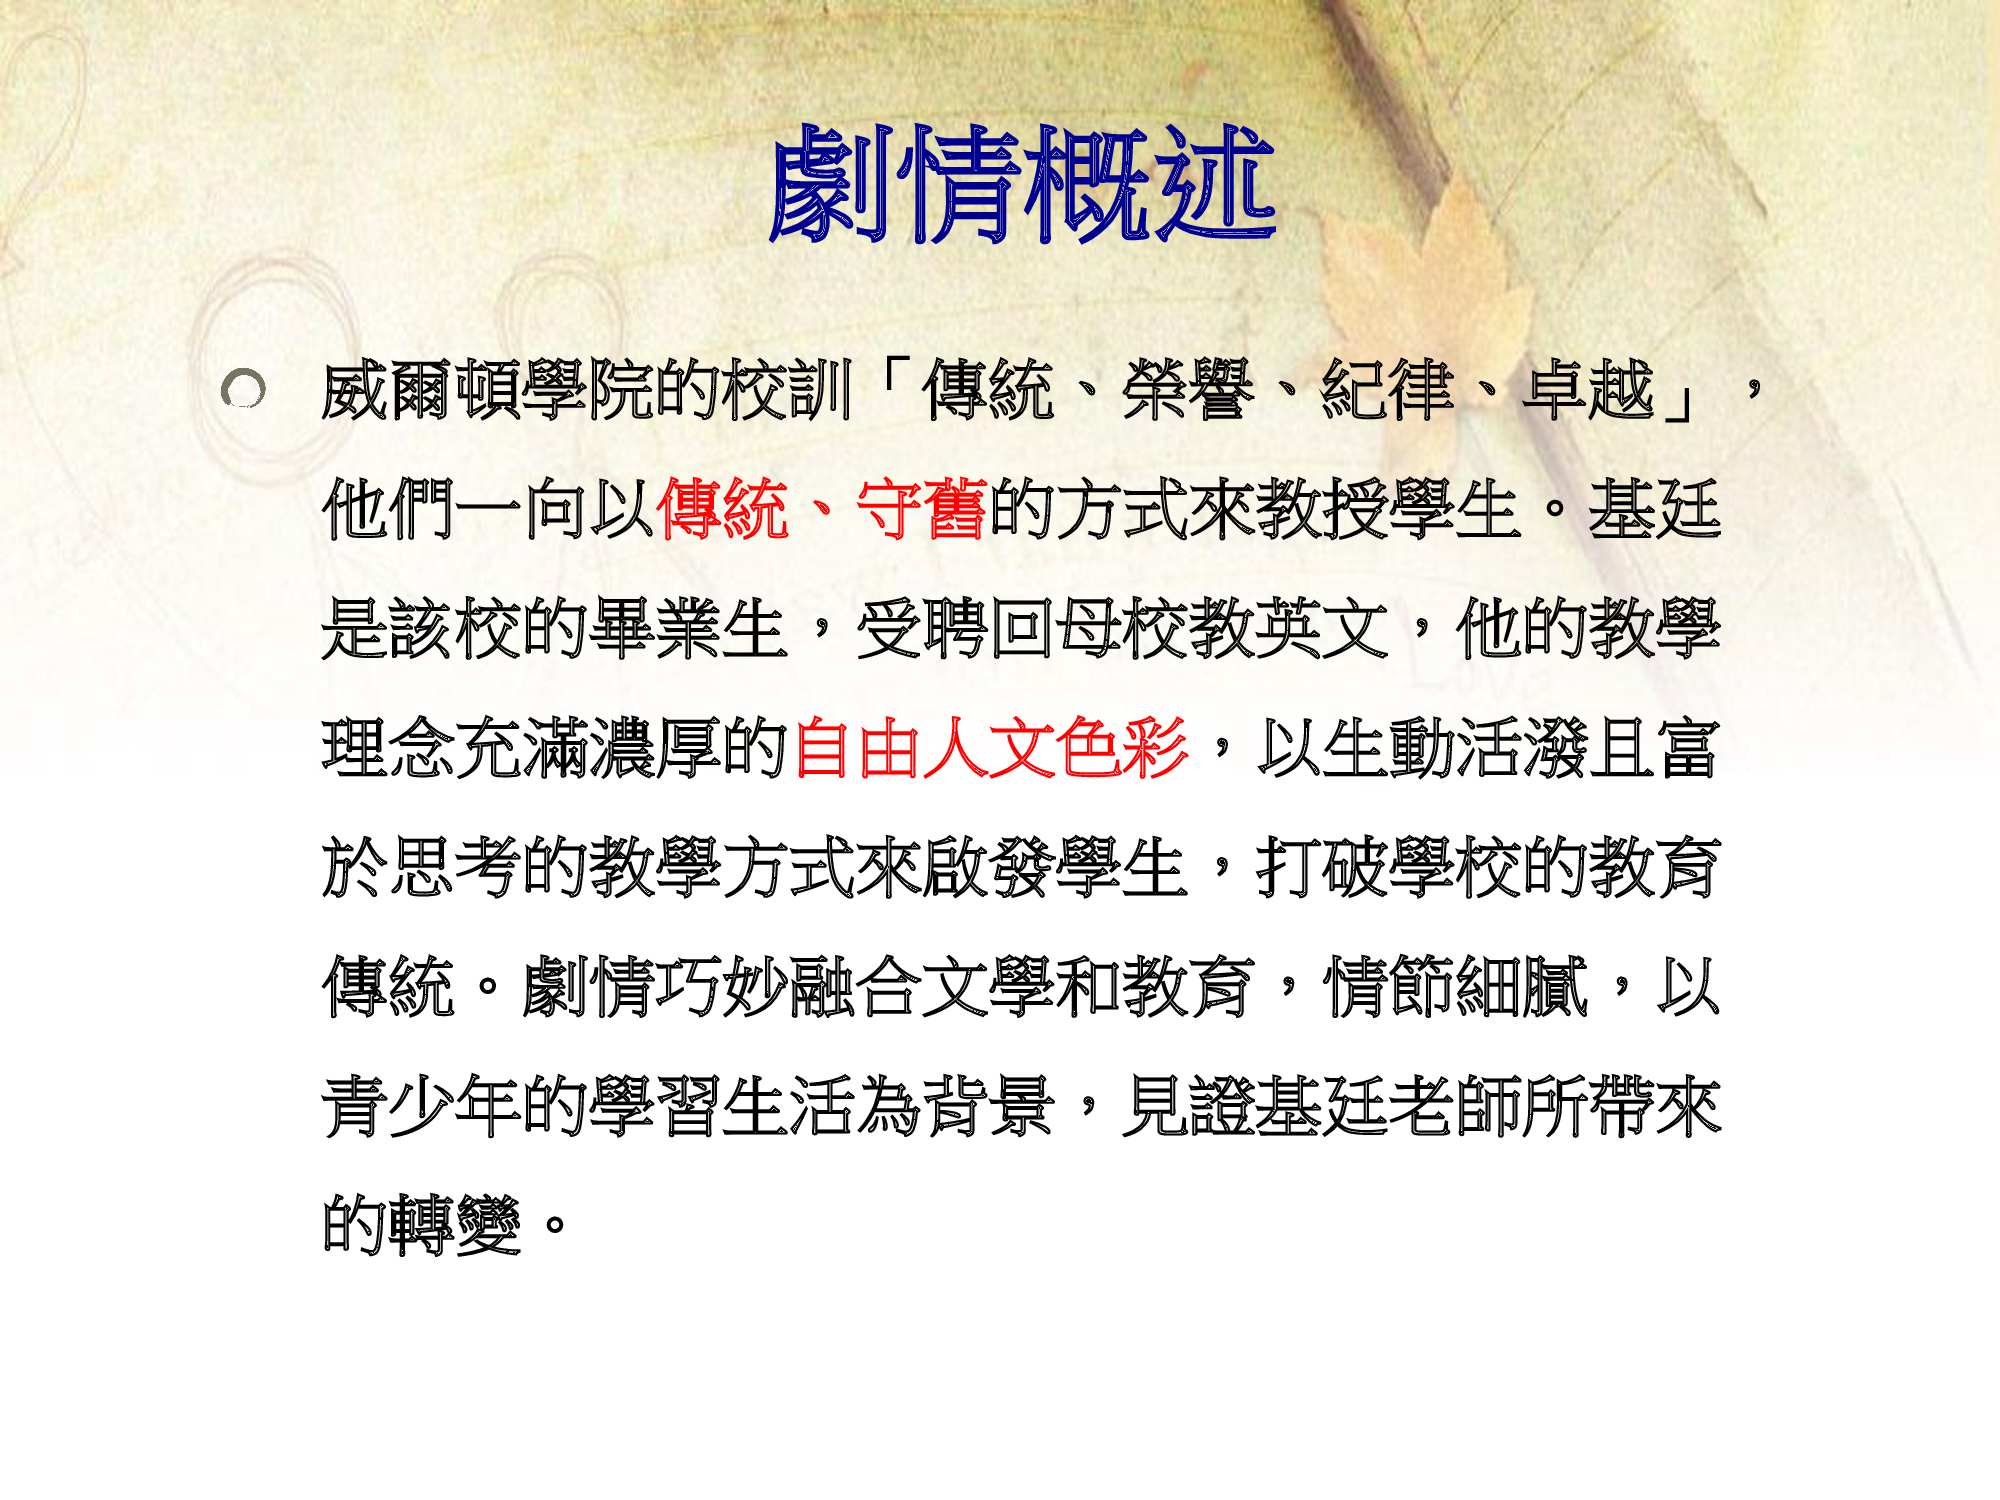 劇情概述
威爾頓學院的校訓「傳統、榮譽、紀律、卓越」，
他們一向以傳統、守舊的方式來教授學生。基廷
是該校的畢業生，受聘回母校教英文，他的教學
理念充滿濃厚的自由人文色彩，以生動活潑且富
於思考的教學方式來啟發學生，打破學校的教育
傳統。劇情巧妙融合文學和教育，情節細膩，以
青少年的學習生活為背景，見證基廷老師所帶來
的轉變。